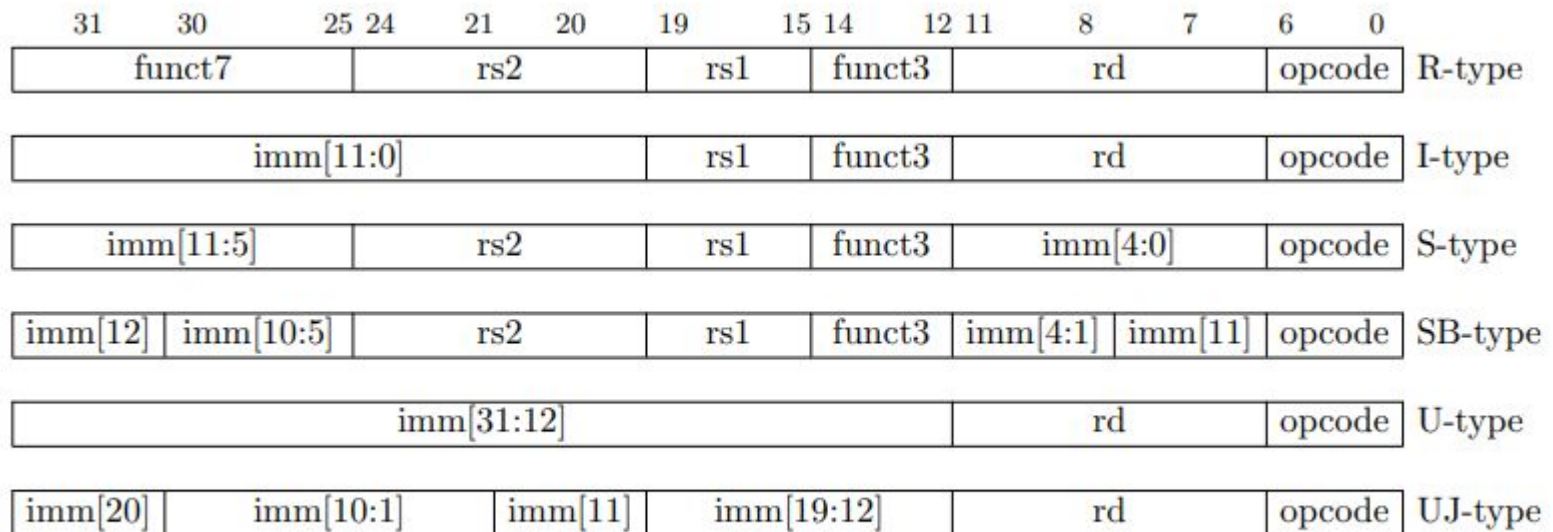 31 30 25 24 21 20 19 15 14 12 11 8 7 6 0
funct7 rs2 rs1 funct3 rd opcode R-type
imm[11:0] rs1 funct3 rd opcode I-type
imm[11:5] rs2 rs1 funct3 imm[4:0] opcode S-type
imm[12] imm[10:5] rs2 rs1 funct3 imm[4:1] imm[11] opcode SB-type
imm[31:12] rd opcode U-type
imm[20] imm[10:1] imm[11] imm[19:12] rd opcode UJ-type